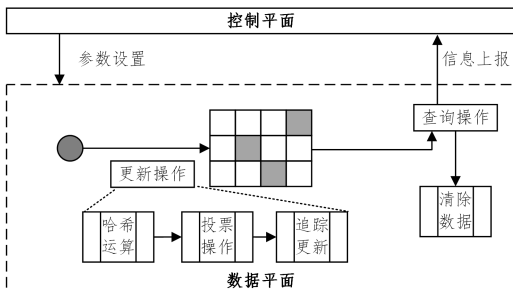 控制平面
参数设置
信息上报
查询操作
更新操作
清除
数据
哈希
运算
投票
操作
追踪
更新
数据平面